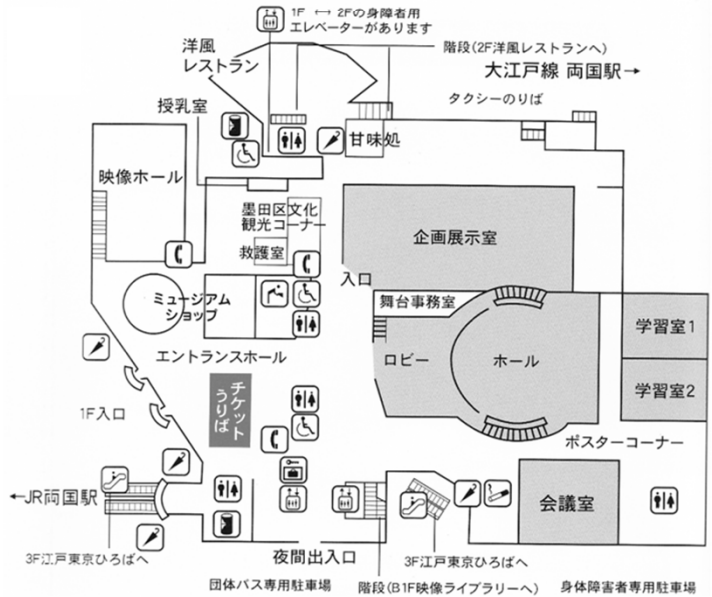 1F ↔ 2Fの身障者用
エレベーターがあります
洋風
レストラン
階段(2F洋風レストランへ)
大江戸線 両国駅→
タクシーのりば
授乳室
甘味処
映像ホール
墨田区文化
観光コーナー
救護室
企画展示室
入口
舞台事務室
ミュージアム
ショップ
学習室1
ロビー
ホール
エントランスホール
学習室2
チケット
うりば
1F入口
ポスターコーナー
←JR両国駅
会議室
3F江戸東京ひろばへ
夜間出入口
3F江戸東京ひろばへ
団体バス専用駐車場
階段(B1F映像ライブラリーへ)
身体障害者専用駐車場